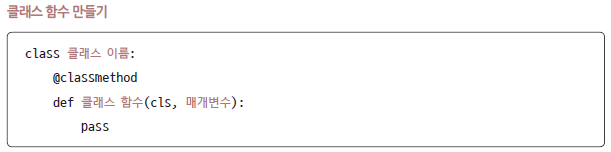 클래스 함수 만들기
class 클래스 이름:
    @classmethod
    def 클래스 함수(cls, 매개변수):
        pass